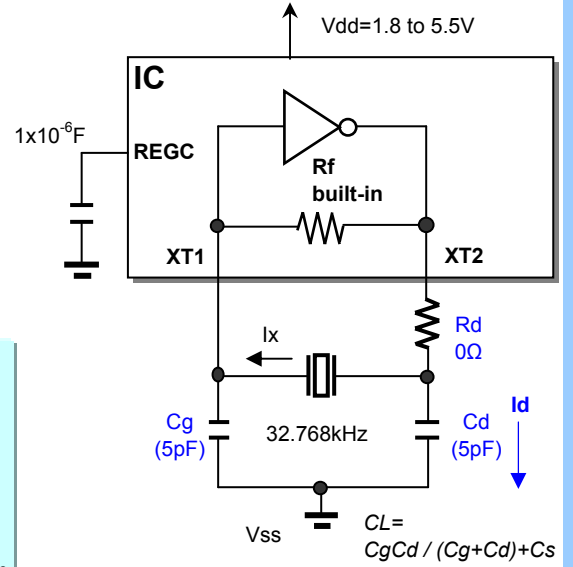 Vdd=1.8 to 5.5V
IC
1x10⁻⁶F
REGC
Rf
built-in
XT1
XT2
Ix
Rd
0Ω
Cg
(5pF)
32.768kHz
Cd
(5pF)
Id
Vss
CL=
CgCd / (Cg+Cd)+Cs